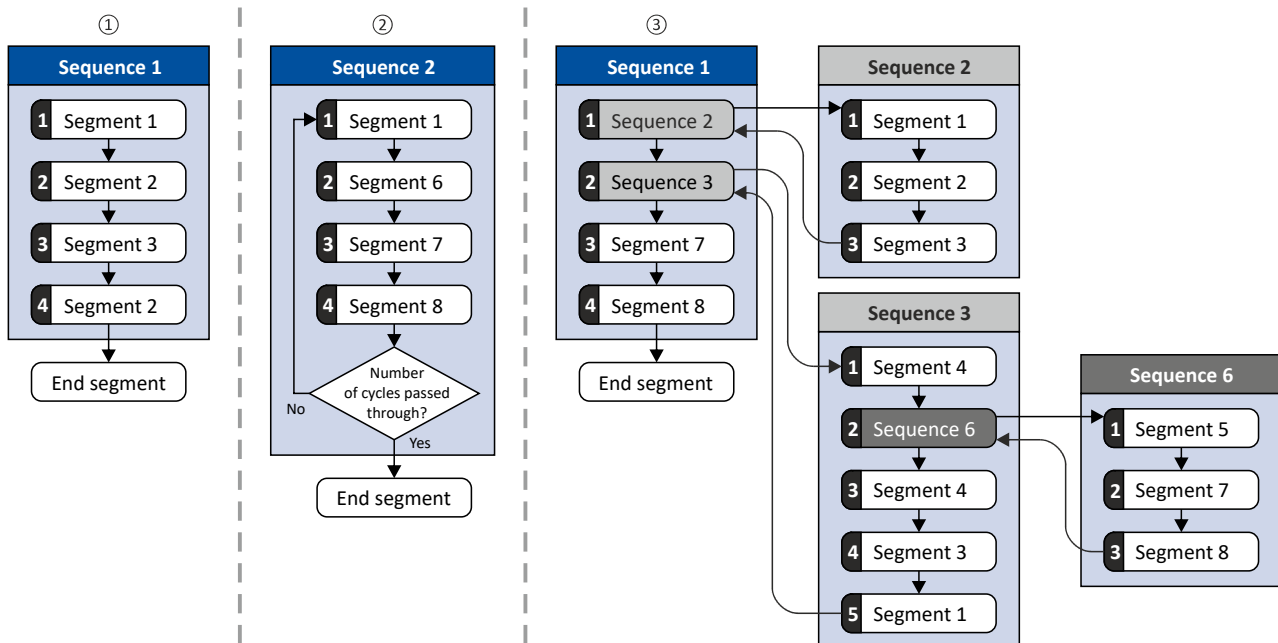 ①
Sequence 1
1 Segment 1
2 Segment 2
3 Segment 3
4 Segment 2
End segment
②
Sequence 2
1 Segment 1
2 Segment 6
3 Segment 7
4 Segment 8
Number
of cycles passed
through?
No
Yes
End segment
③
Sequence 1
1 Sequence 2
2 Sequence 3
3 Segment 7
4 Segment 8
End segment
Sequence 2
1 Segment 1
2 Segment 2
3 Segment 3
Sequence 3
1 Segment 4
2 Sequence 6
3 Segment 4
4 Segment 3
5 Segment 1
Sequence 6
1 Segment 5
2 Segment 7
3 Segment 8